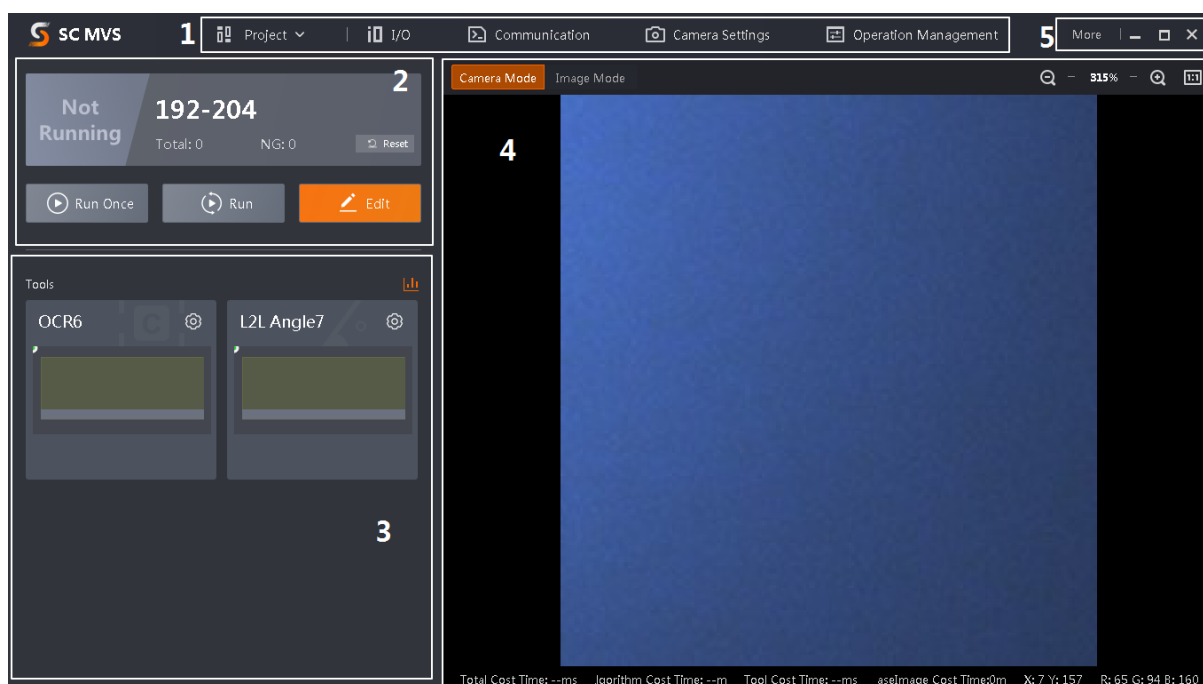 SC MVS 1 Project I/O Communication Camera Settings Operation Management 5 More
2
Not Running
192-204
Total: 0 NG: 0 Reset
Run Once Run Edit
Camera Mode Image Mode 315% 1:1
4
Tools
OCR6 L2L Angle7
3
Total Cost Time: --ms lgorithm Cost Time: --m Tool Cost Time: --ms aseImage Cost Time:0m X: 7 Y: 157 R: 65 G: 94 B: 160